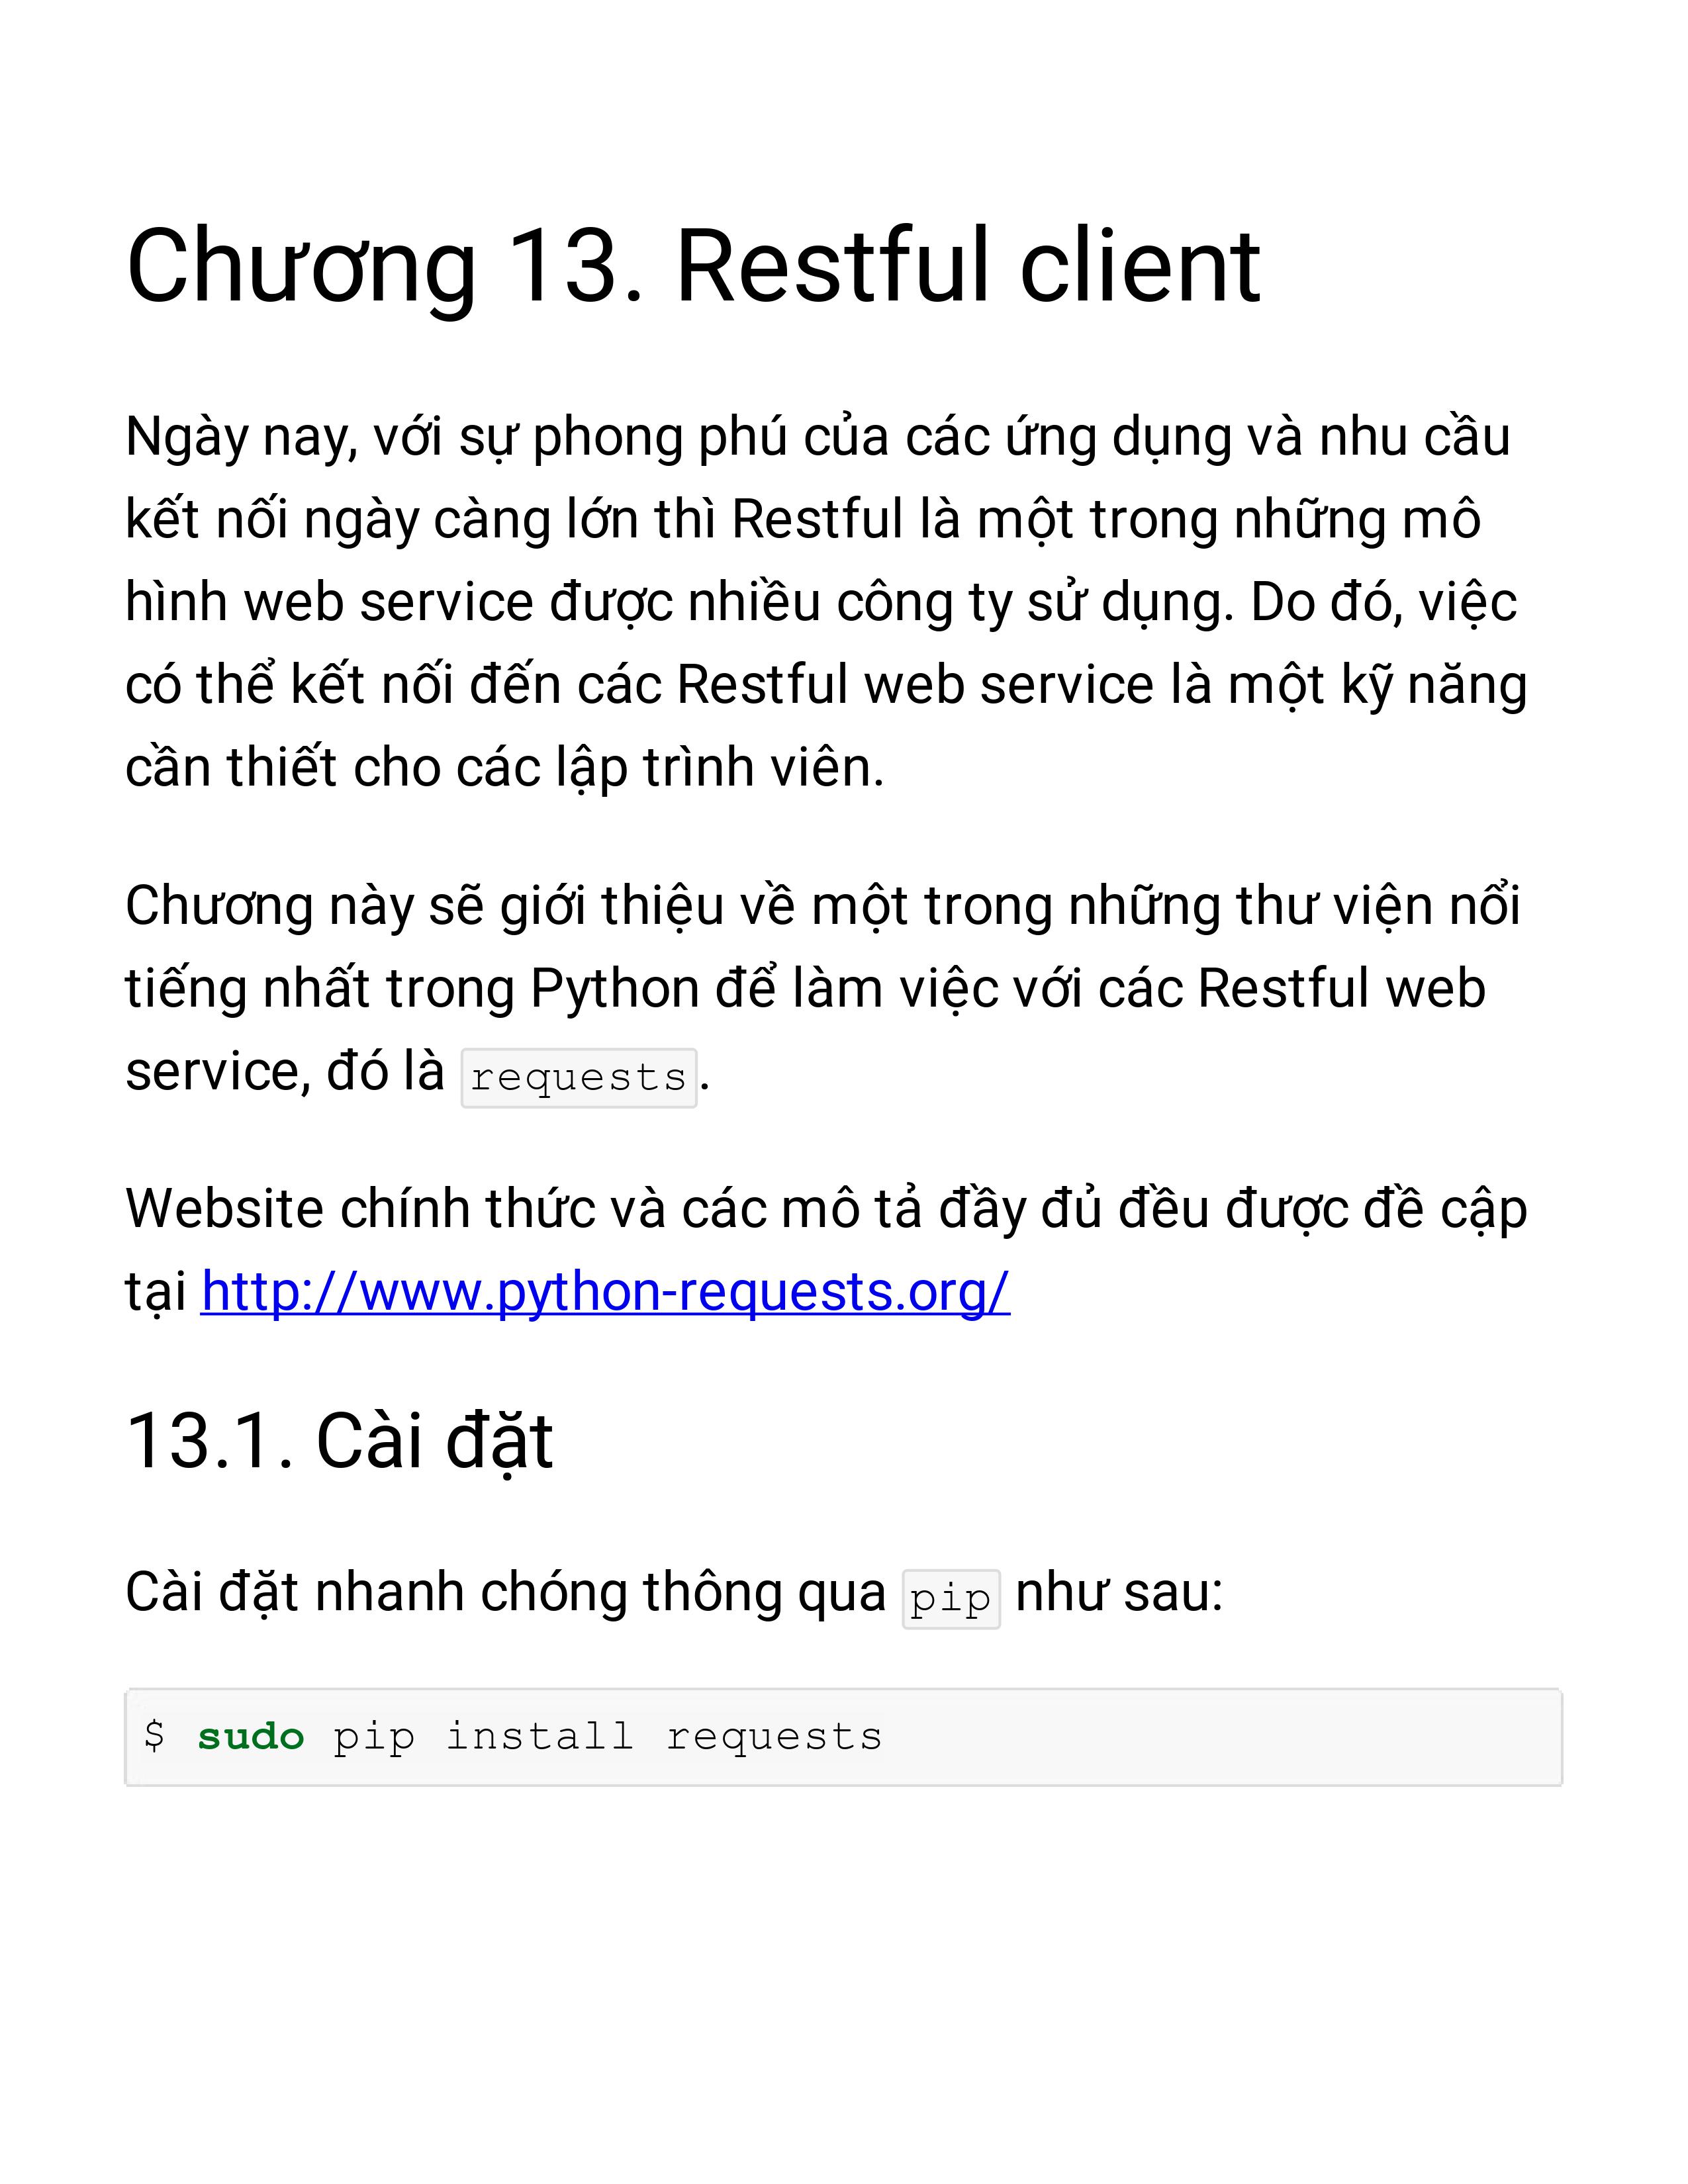 Chương 13. Restful client
Ngày nay, với sự phong phú của các ứng dụng và nhu cầu
kết nối ngày càng lớn thì Restful là một trong những mô
hình web service được nhiều công ty sử dụng. Do đó, việc
có thể kết nối đến các Restful web service là một kỹ năng
cần thiết cho các lập trình viên.
Chương này sẽ giới thiệu về một trong những thư viện nổi
tiếng nhất trong Python để làm việc với các Restful web
service, đó là requests.
Website chính thức và các mô tả đầy đủ đều được đề cập
tại http://www.python-requests.org/
13.1. Cài đặt
Cài đặt nhanh chóng thông qua pip như sau:
$ sudo pip install requests